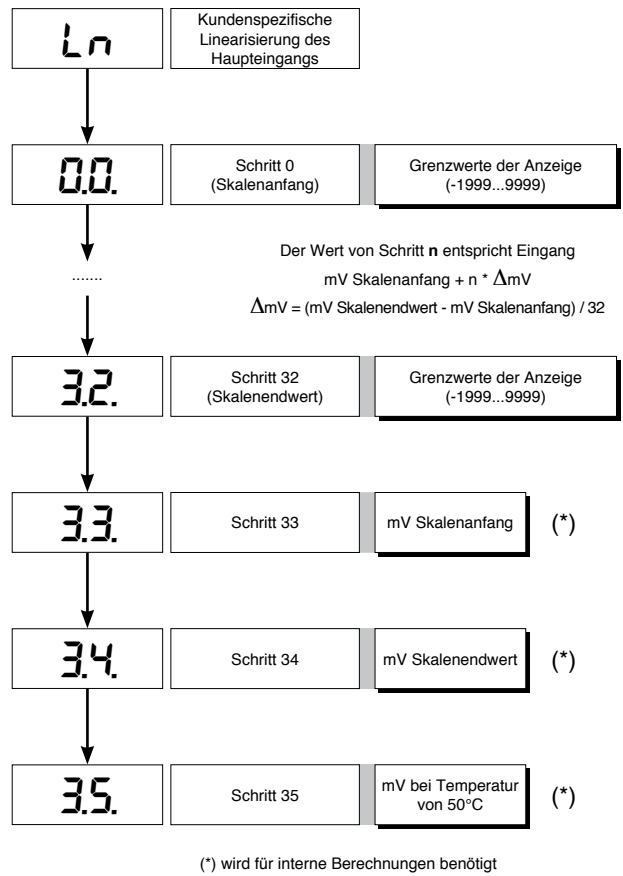 Ln
Kundenspezifische
Linearisierung des
Haupteingangs
0.0.
Schritt 0
(Skalenanfang)
Grenzwerte der Anzeige
(-1999...9999)
.......
Der Wert von Schritt n entspricht Eingang
mV Skalenanfang + n * ΔmV
ΔmV = (mV Skalenendwert - mV Skalenanfang) / 32
3.2.
Schritt 32
(Skalenendwert)
Grenzwerte der Anzeige
(-1999...9999)
3.3.
Schritt 33
mV Skalenanfang
(*)
3.4.
Schritt 34
mV Skalenendwert
(*)
3.5.
Schritt 35
mV bei Temperatur
von 50°C
(*)
(*) wird für interne Berechnungen benötigt